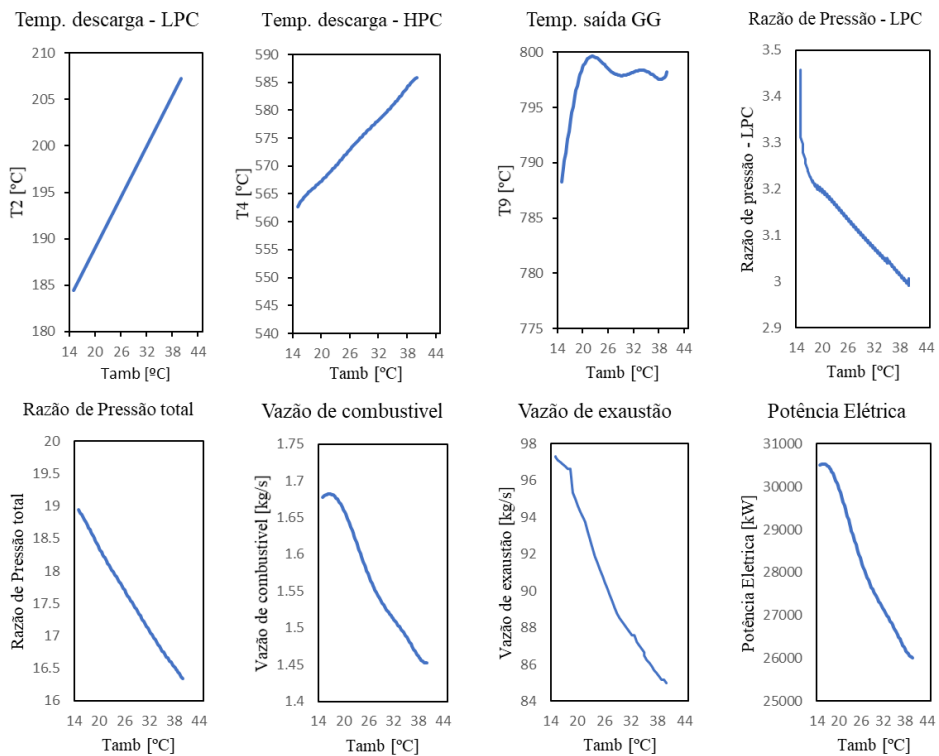 Temp. descarga - LPC
T2 [ºC]
210
205
200
195
190
185
180
14 20 26 32 38 44
Tamb [ºC]
Temp. descarga - HPC
T4 [ºC]
590
585
580
575
570
565
560
555
550
545
540
14 20 26 32 38 44
Tamb [ºC]
Temp. saída GG
T9 [ºC]
800
795
790
785
780
775
14 20 26 32 38 44
Tamb [ºC]
Razão de Pressão - LPC
Razão de pressão - LPC
3.5
3.4
3.3
3.2
3.1
3
2.9
14 20 26 32 38 44
Tamb [ºC]
Razão de Pressão total
Razão de Pressão total
20
19
18
17.5
17
16.5
16
14 20 26 32 38 44
Tamb [ºC]
Vazão de combustivel
Vazão de combustivel [kg/s]
1.75
1.7
1.65
1.6
1.55
1.5
1.45
1.4
14 20 26 32 38 44
Tamb [ºC]
Vazão de exaustão
Vazão de exaustão [kg/s]
98
96
94
92
90
88
85
84
14 20 26 32 38 44
Tamb [ºC]
Potência Elétrica
Potência Eletrica [kW]
31000
30000
29000
28000
27000
26000
25000
14 20 26 32 38 44
Tamb [ºC]